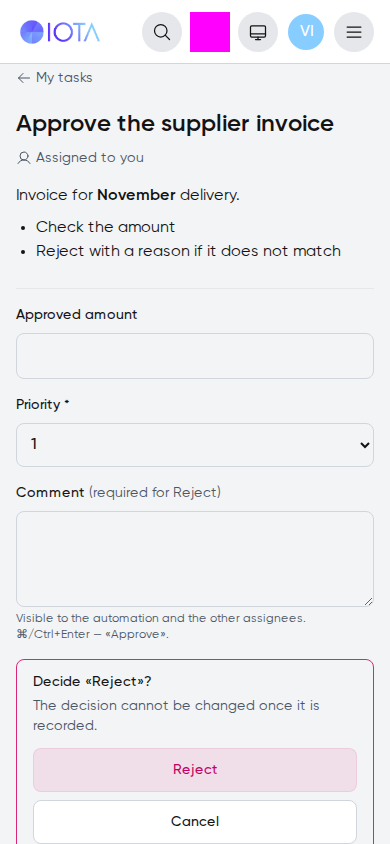 IOTA
VI
← My tasks
Approve the supplier invoice
Assigned to you
Invoice for November delivery.
• Check the amount
• Reject with a reason if it does not match
Approved amount
Priority *
1
Comment (required for Reject)
Visible to the automation and the other assignees.
⌘/Ctrl+Enter — «Approve».
Decide «Reject»?
The decision cannot be changed once it is
recorded.
Reject
Cancel